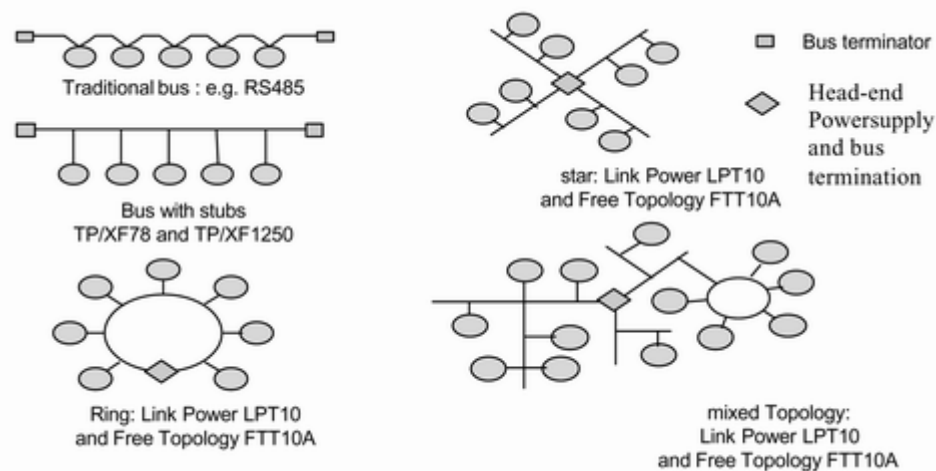 Traditional bus : e.g. RS485
Bus with stubs
TP/XF78 and TP/XF1250
Ring: Link Power LPT10
and Free Topology FTT10A
star: Link Power LPT10
and Free Topology FTT10A
Bus terminator
Head-end
Powersupply
and bus
termination
mixed Topology:
Link Power LPT10
and Free Topology FTT10A